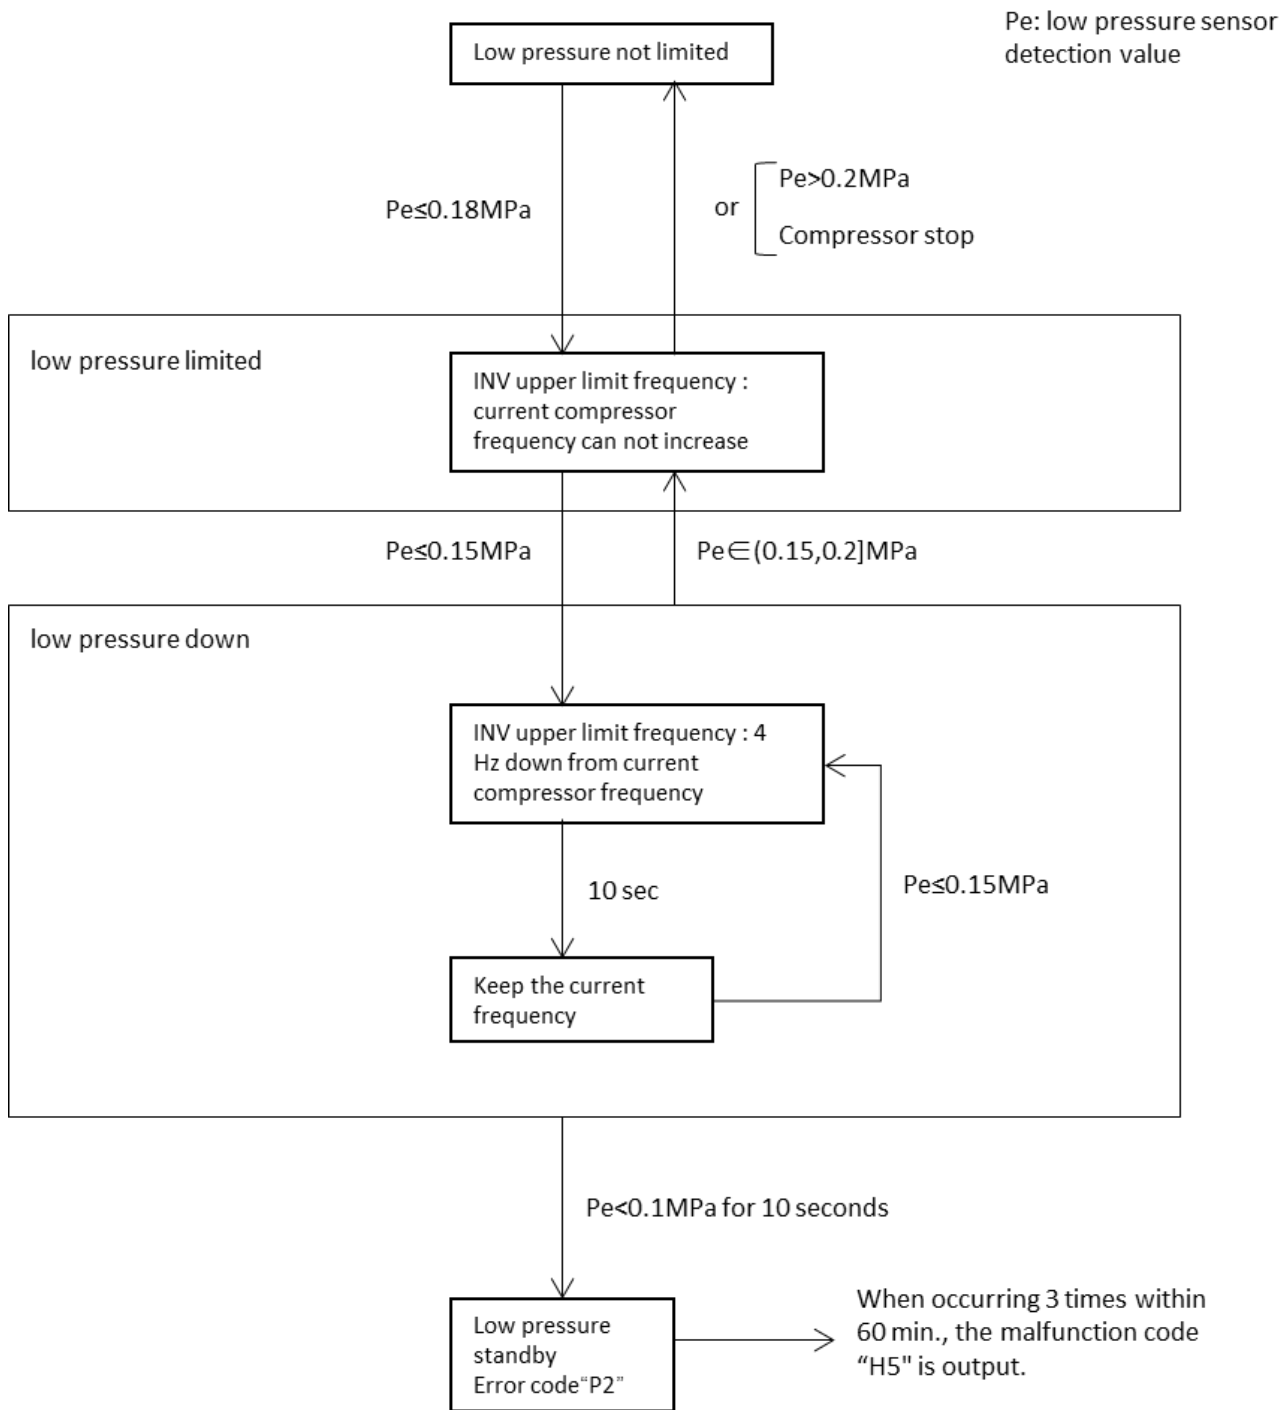 Pe: low pressure sensor
detection value
Low pressure not limited
Pe≤0.18MPa
or
Pe>0.2MPa
Compressor stop
low pressure limited
INV upper limit frequency :
current compressor
frequency can not increase
Pe≤0.15MPa
Pe∈(0.15,0.2]MPa
low pressure down
INV upper limit frequency : 4
Hz down from current
compressor frequency
10 sec
Pe≤0.15MPa
Keep the current
frequency
Pe<0.1MPa for 10 seconds
Low pressure
standby
Error code“P2”
When occurring 3 times within
60 min., the malfunction code
“H5" is output.